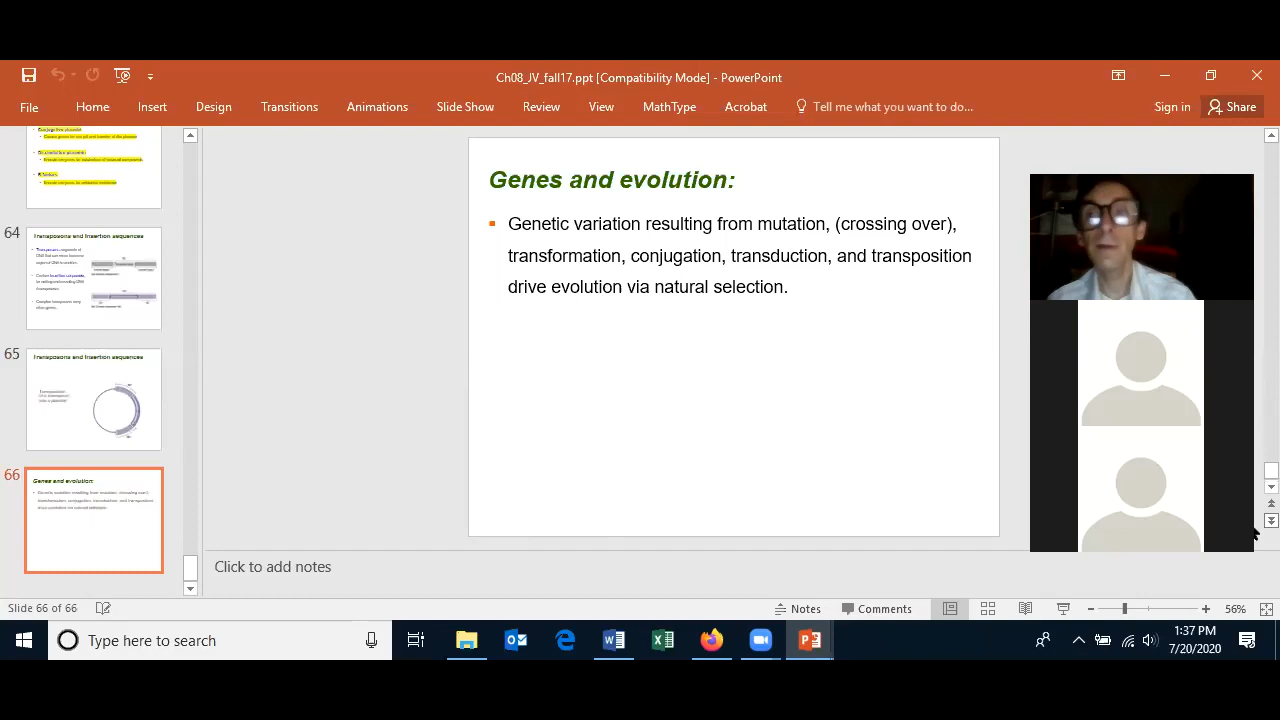 Ch08_JV_fall17.ppt [Compatibility Mode] - PowerPoint
File Home Insert Design Transitions Animations Slide Show Review View MathType Acrobat Tell me what you want to do... Sign in Share
64
Transposons and Insertion sequences
65
Transposons and Insertion sequences
66
Genes and evolution:
Genes and evolution:
Genetic variation resulting from mutation, (crossing over),
transformation, conjugation, transduction, and transposition
drive evolution via natural selection.
Click to add notes
Slide 66 of 66 Notes Comments 56%
Type here to search
1:37 PM
7/20/2020